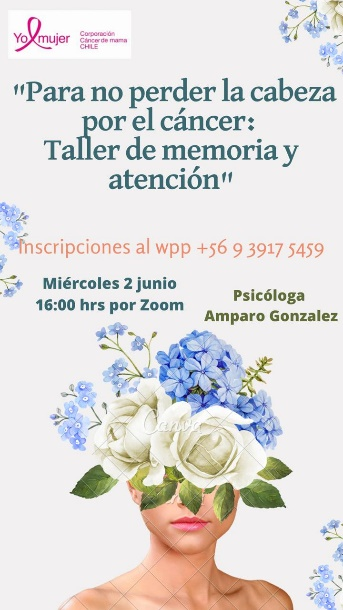 Yo mujer
Corporación
Cáncer de mama
CHILE
"Para no perder la cabeza
por el cáncer:
Taller de memoria y
atención"
Inscripciones al wpp +56 9 3917 5459
Miércoles 2 junio
16:00 hrs por Zoom
Psicóloga
Amparo Gonzalez
Canva